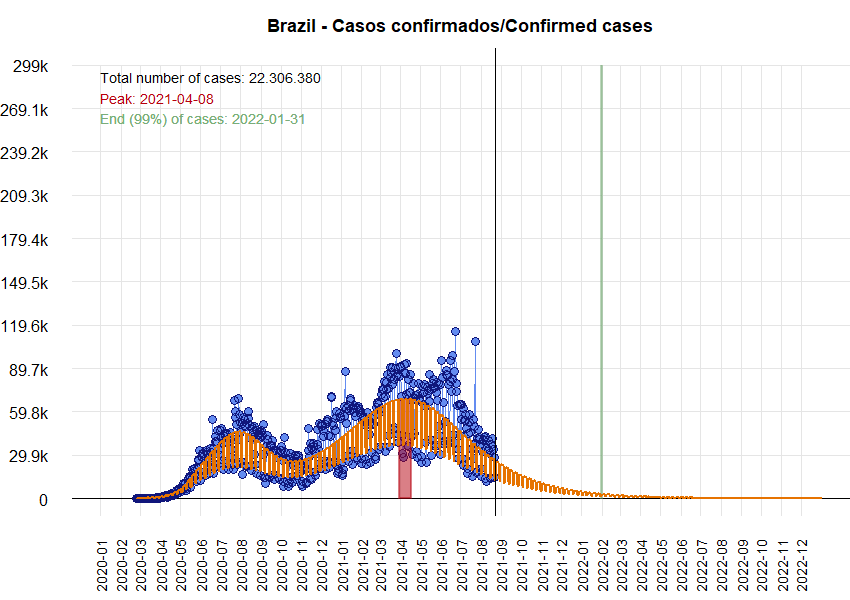 Brazil - Casos confirmados/Confirmed cases
Total number of cases: 22.306.380
Peak: 2021-04-08
End (99%) of cases: 2022-01-31
299k
269.1k
239.2k
209.3k
179.4k
149.5k
119.6k
89.7k
59.8k
29.9k
0
2020-01
2020-02
2020-03
2020-04
2020-05
2020-06
2020-07
2020-08
2020-09
2020-10
2020-11
2020-12
2021-01
2021-03
2021-04
2021-05
2021-06
2021-07
2021-08
2021-09
2021-10
2021-11
2021-12
2022-01
2022-02
2022-03
2022-04
2022-05
2022-06
2022-07
2022-08
2022-09
2022-10
2022-11
2022-12